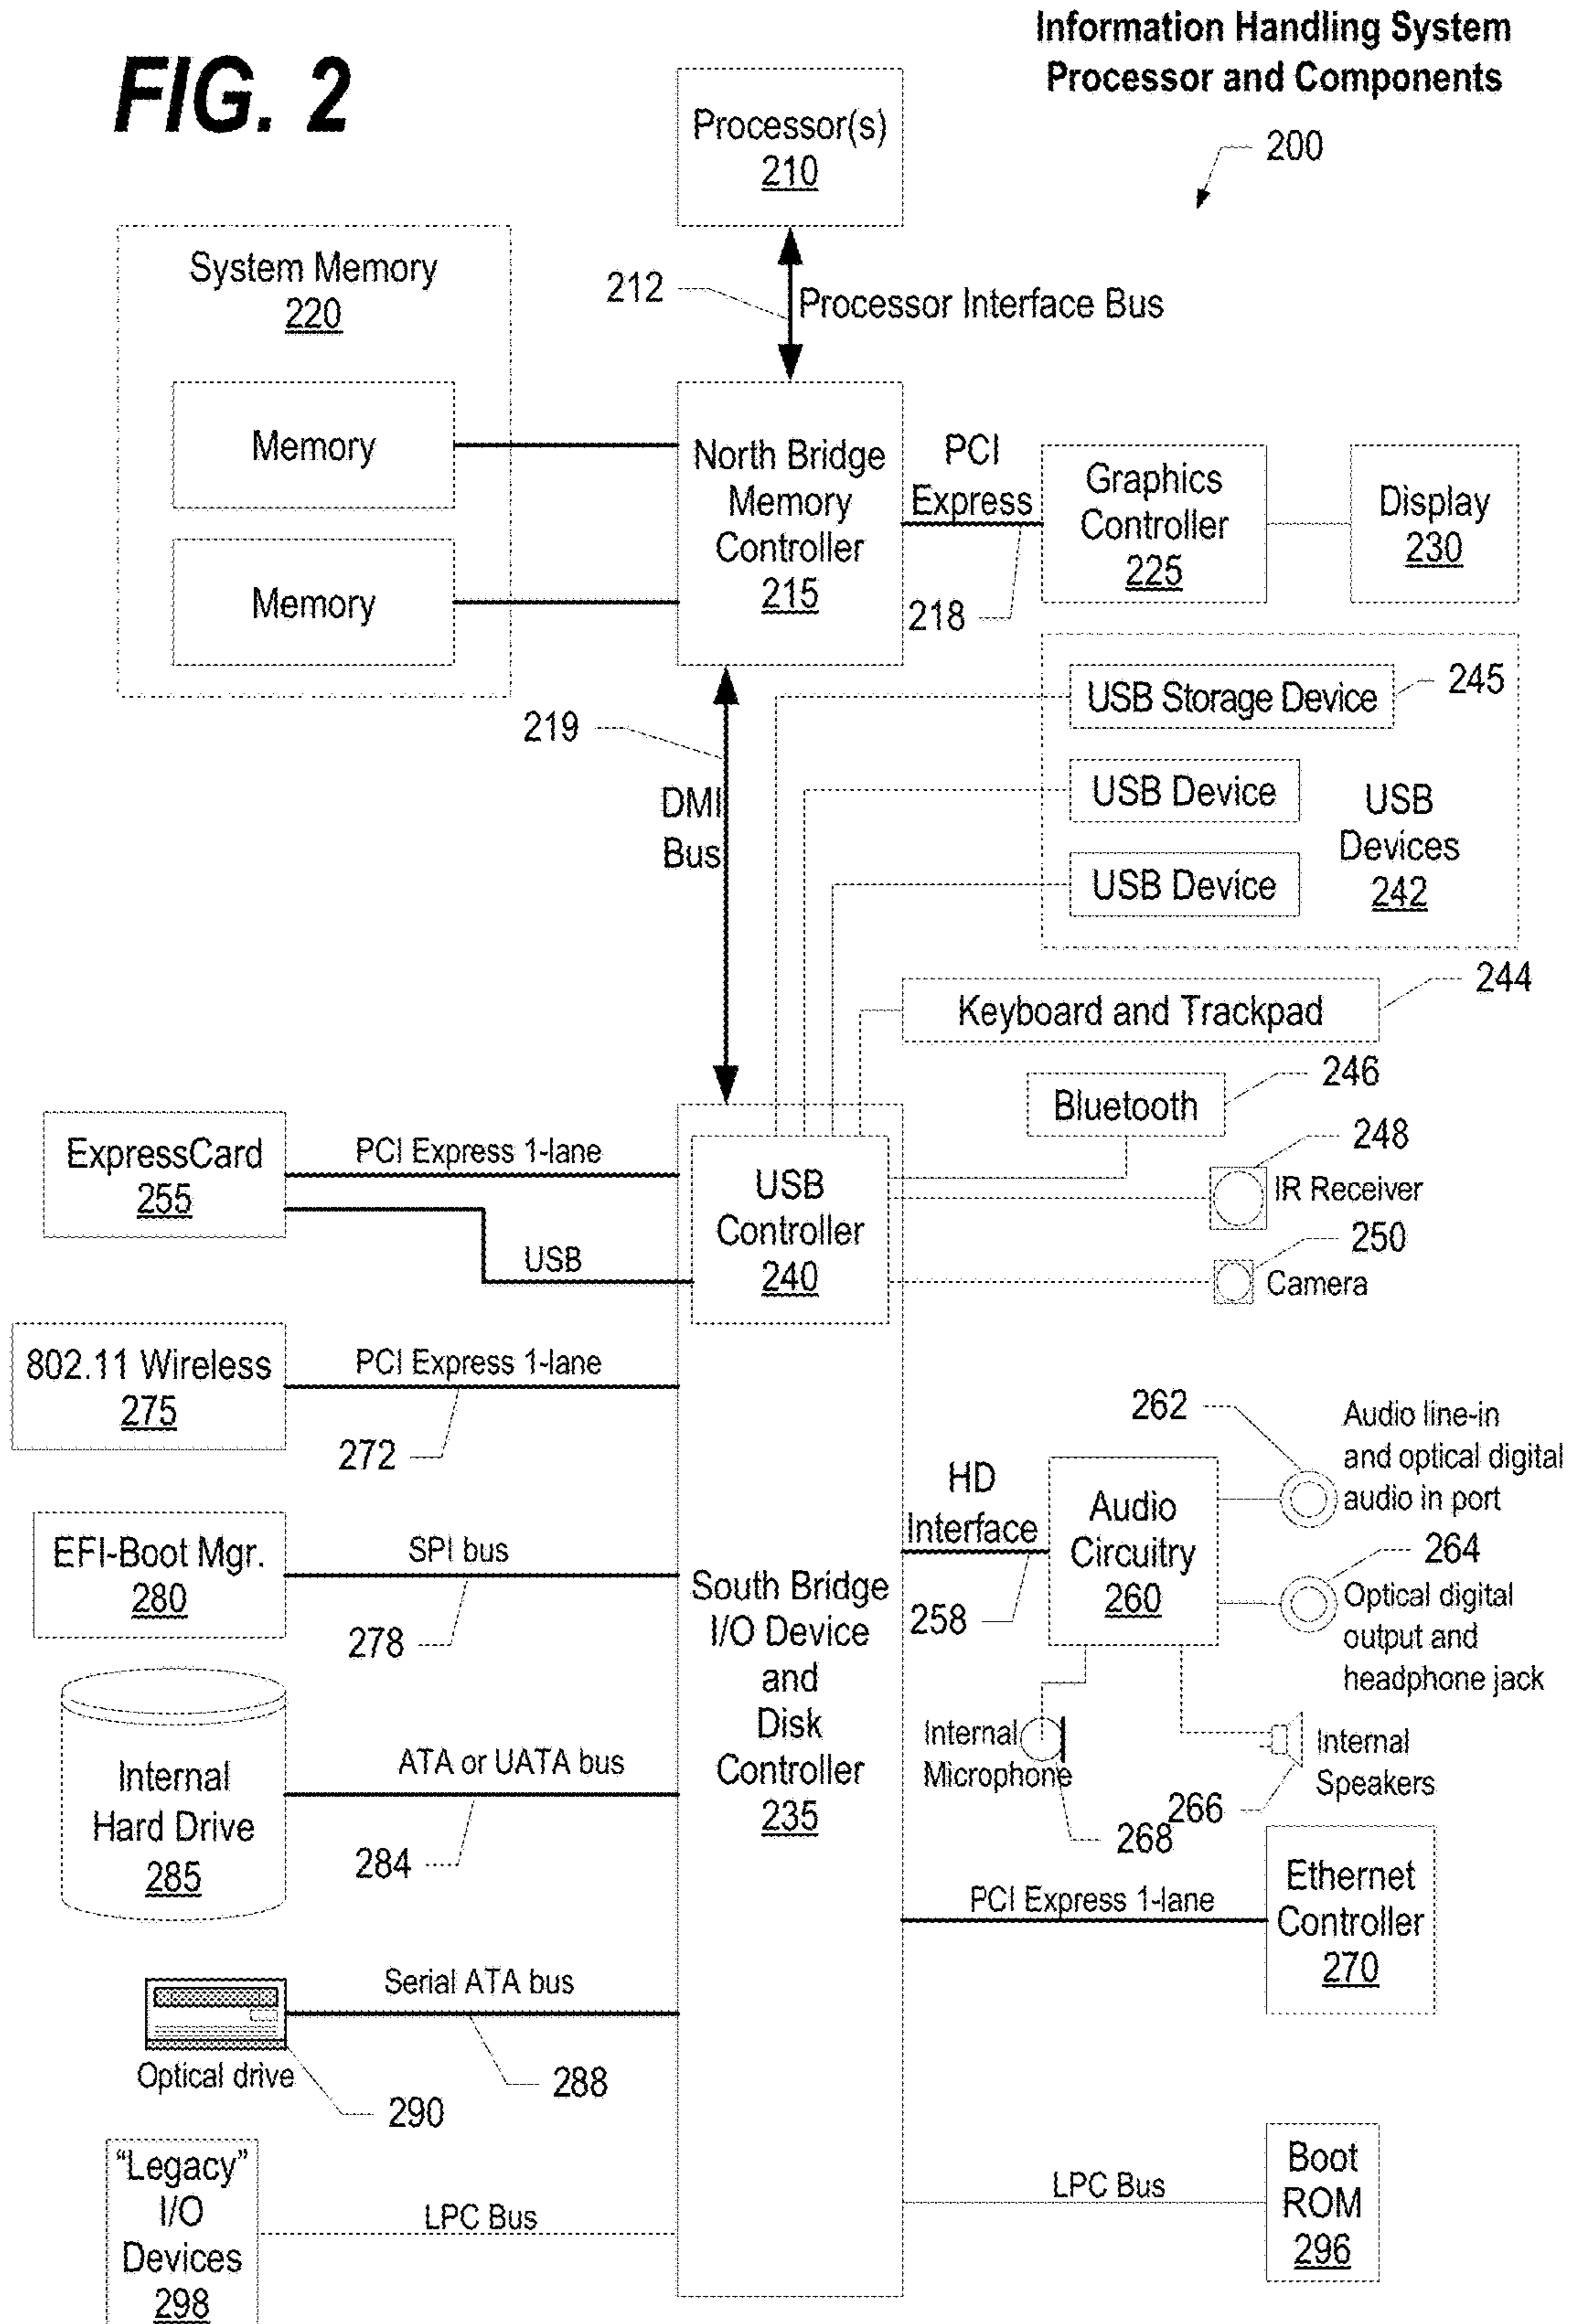 FIG. 2
Information Handling System
Processor and Components
200
Processor(s)
210
212
Processor Interface Bus
System Memory
220
Memory
Memory
North Bridge
Memory
Controller
215
PCI
Express
218
Graphics
Controller
225
Display
230
219
DMI
Bus
USB Storage Device
245
USB Device
USB Device
USB
Devices
242
Keyboard and Trackpad
244
Bluetooth
246
248
IR Receiver
250
Camera
ExpressCard
255
PCI Express 1-lane
USB
USB
Controller
240
802.11 Wireless
275
PCI Express 1-lane
272
EFI-Boot Mgr.
280
SPI bus
278
South Bridge
I/O Device
and
Disk
Controller
235
HD
Interface
258
Audio
Circuitry
260
262
Audio line-in
and optical digital
audio in port
264
Optical digital
output and
headphone jack
Internal
Microphone
268
Internal
Speakers
266
Internal
Hard Drive
285
ATA or UATA bus
284
PCI Express 1-lane
Ethernet
Controller
270
Serial ATA bus
288
Optical drive
290
"Legacy"
I/O
Devices
298
LPC Bus
LPC Bus
Boot
ROM
296